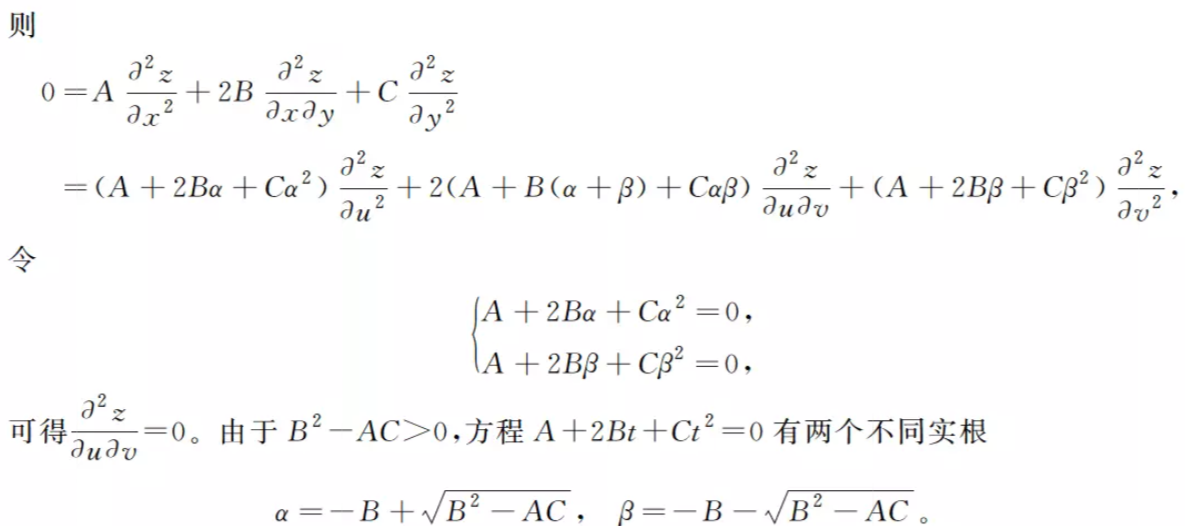 则
$0=A\frac{\partial^2 z}{\partial x^2}+2B\frac{\partial^2 z}{\partial x\partial y}+C\frac{\partial^2 z}{\partial y^2}$
$=(A+2B\alpha+C\alpha^2)\frac{\partial^2 z}{\partial u^2}+2(A+B(\alpha+\beta)+C\alpha\beta)\frac{\partial^2 z}{\partial u\partial v}+(A+2B\beta+C\beta^2)\frac{\partial^2 z}{\partial v^2},$
令
$\begin{cases}A+2B\alpha+C\alpha^2=0,\\A+2B\beta+C\beta^2=0,\end{cases}$
可得$\frac{\partial^2 z}{\partial u\partial v}=0$。由于 $B^2-AC>0$,方程 $A+2Bt+Ct^2=0$ 有两个不同实根
$\alpha=-B+\sqrt{B^2-AC},\quad \beta=-B-\sqrt{B^2-AC}$。